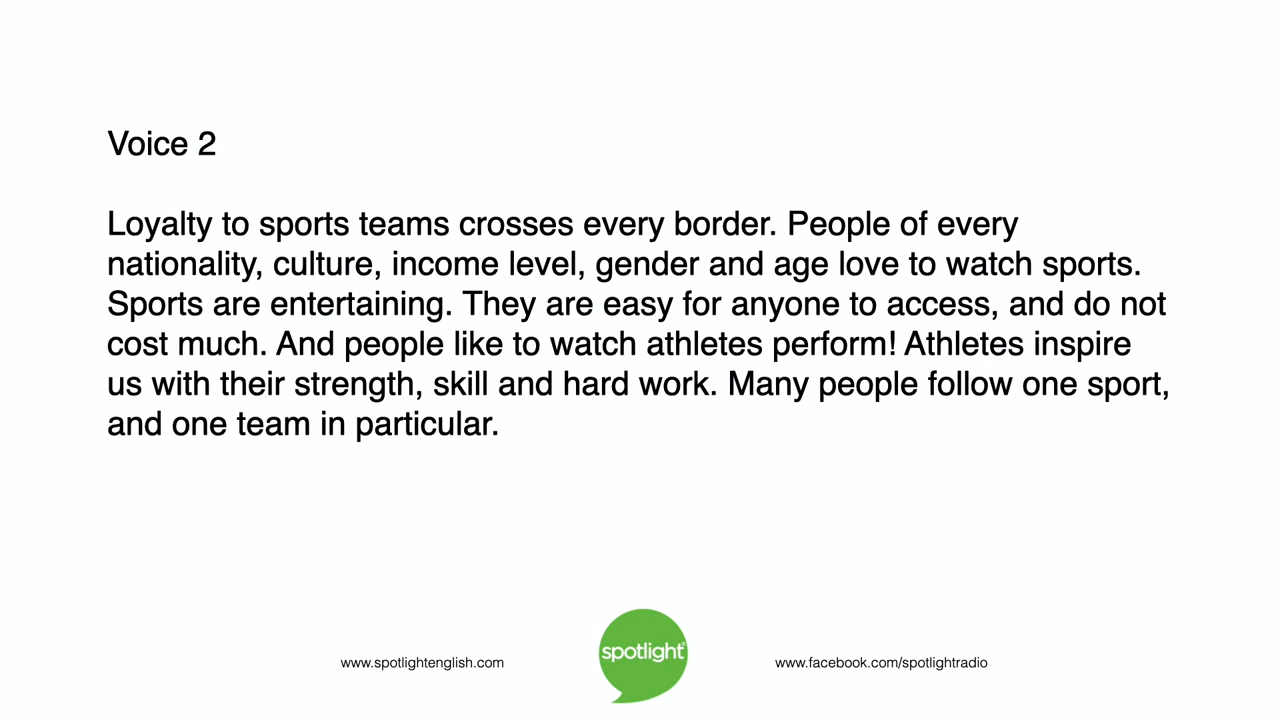 Voice 2
Loyalty to sports teams crosses every border. People of every
nationality, culture, income level, gender and age love to watch sports.
Sports are entertaining. They are easy for anyone to access, and do not
cost much. And people like to watch athletes perform! Athletes inspire
us with their strength, skill and hard work. Many people follow one sport,
and one team in particular.
www.spotlightenglish.com
spotlight®
www.facebook.com/spotlightradio